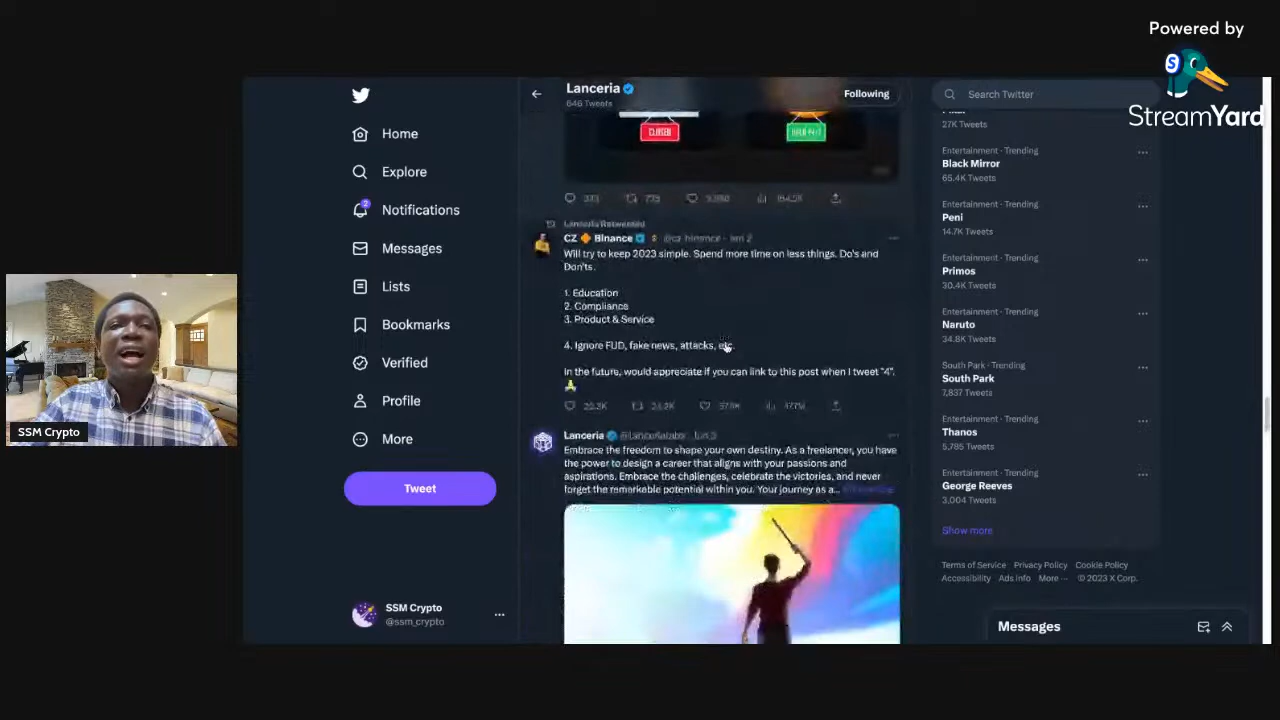 Powered by
StreamYard
SSM Crypto
Home
Explore
Notifications
2
Messages
Lists
Bookmarks
Verified
Profile
More
Tweet
SSM Crypto
@ssm_crypto
Lanceria
646 Tweets
Following
CLOSED
Lanceria Retweeted
CZ Binance
Will try to keep 2023 simple. Spend more time on less things. Do's and
Don'ts.
1. Education
2. Compliance
3. Product & Service
4. Ignore FUD, fake news, attacks, etc.
In the future, would appreciate if you can link to this post when I tweet "4".
Lanceria
Embrace the freedom to shape your own destiny. As a freelancer, you have
the power to design a career that aligns with your passions and
aspirations. Embrace the challenges, celebrate the victories, and never
forget the remarkable potential within you. Your journey as a...
Search Twitter
27K Tweets
Entertainment · Trending
Black Mirror
65.4K Tweets
Entertainment · Trending
Peni
14.7K Tweets
Entertainment · Trending
Primos
30.4K Tweets
Entertainment · Trending
Naruto
34.8K Tweets
South Park · Trending
South Park
7,837 Tweets
Entertainment · Trending
Thanos
5,785 Tweets
Entertainment · Trending
George Reeves
3,004 Tweets
Show more
Terms of Service Privacy Policy Cookie Policy
Accessibility Ads info More ··· © 2023 X Corp.
Messages